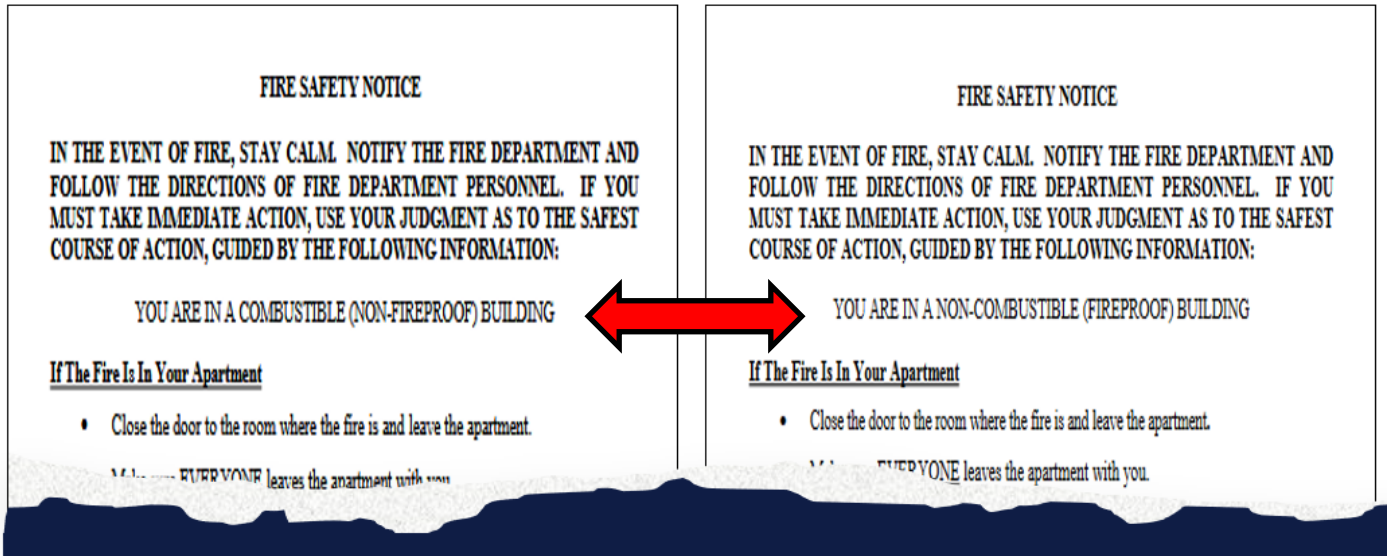 FIRE SAFETY NOTICE
IN THE EVENT OF FIRE, STAY CALM. NOTIFY THE FIRE DEPARTMENT AND
FOLLOW THE DIRECTIONS OF FIRE DEPARTMENT PERSONNEL. IF YOU
MUST TAKE IMMEDIATE ACTION, USE YOUR JUDGMENT AS TO THE SAFEST
COURSE OF ACTION, GUIDED BY THE FOLLOWING INFORMATION:
YOU ARE IN A COMBUSTIBLE (NON-FIREPROOF) BUILDING
If The Fire Is In Your Apartment
• Close the door to the room where the fire is and leave the apartment.
EVERYONE leaves the apartment with you
FIRE SAFETY NOTICE
IN THE EVENT OF FIRE, STAY CALM. NOTIFY THE FIRE DEPARTMENT AND
FOLLOW THE DIRECTIONS OF FIRE DEPARTMENT PERSONNEL. IF YOU
MUST TAKE IMMEDIATE ACTION, USE YOUR JUDGMENT AS TO THE SAFEST
COURSE OF ACTION, GUIDED BY THE FOLLOWING INFORMATION:
YOU ARE IN A NON-COMBUSTIBLE (FIREPROOF) BUILDING
If The Fire Is In Your Apartment
• Close the door to the room where the fire is and leave the apartment.
EVERYONE leaves the apartment with you.